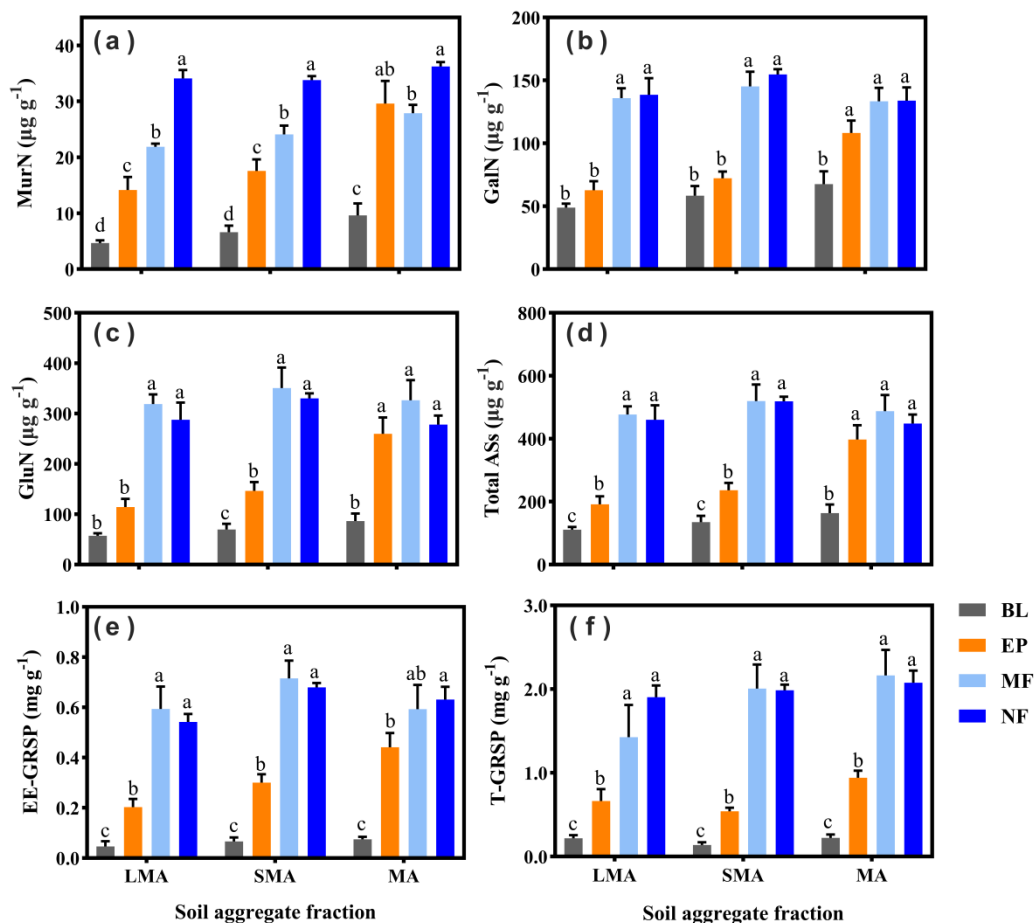 (a)
MurN (µg g⁻¹)
40
30
20
10
0
d
c
b
a
d
c
b
a
c
ab
b
a
(b)
GalN (µg g⁻¹)
200
150
100
50
0
b
b
a
a
b
b
a
a
b
a
a
a
(c)
GluN (µg g⁻¹)
500
400
300
200
100
0
b
b
a
a
c
b
a
a
b
a
a
a
(d)
Total ASs (µg g⁻¹)
800
600
400
200
0
c
b
a
a
c
b
a
a
b
a
a
a
(e)
EE-GRSP (mg g⁻¹)
1.0
0.8
0.6
0.4
0.2
0.0
c
b
a
a
c
b
a
a
c
b
ab
a
LMA SMA MA
Soil aggregate fraction
(f)
T-GRSP (mg g⁻¹)
3.0
2.0
1.0
0.0
c
b
a
a
c
b
a
a
c
b
a
a
LMA SMA MA
Soil aggregate fraction
BL
EP
MF
NF